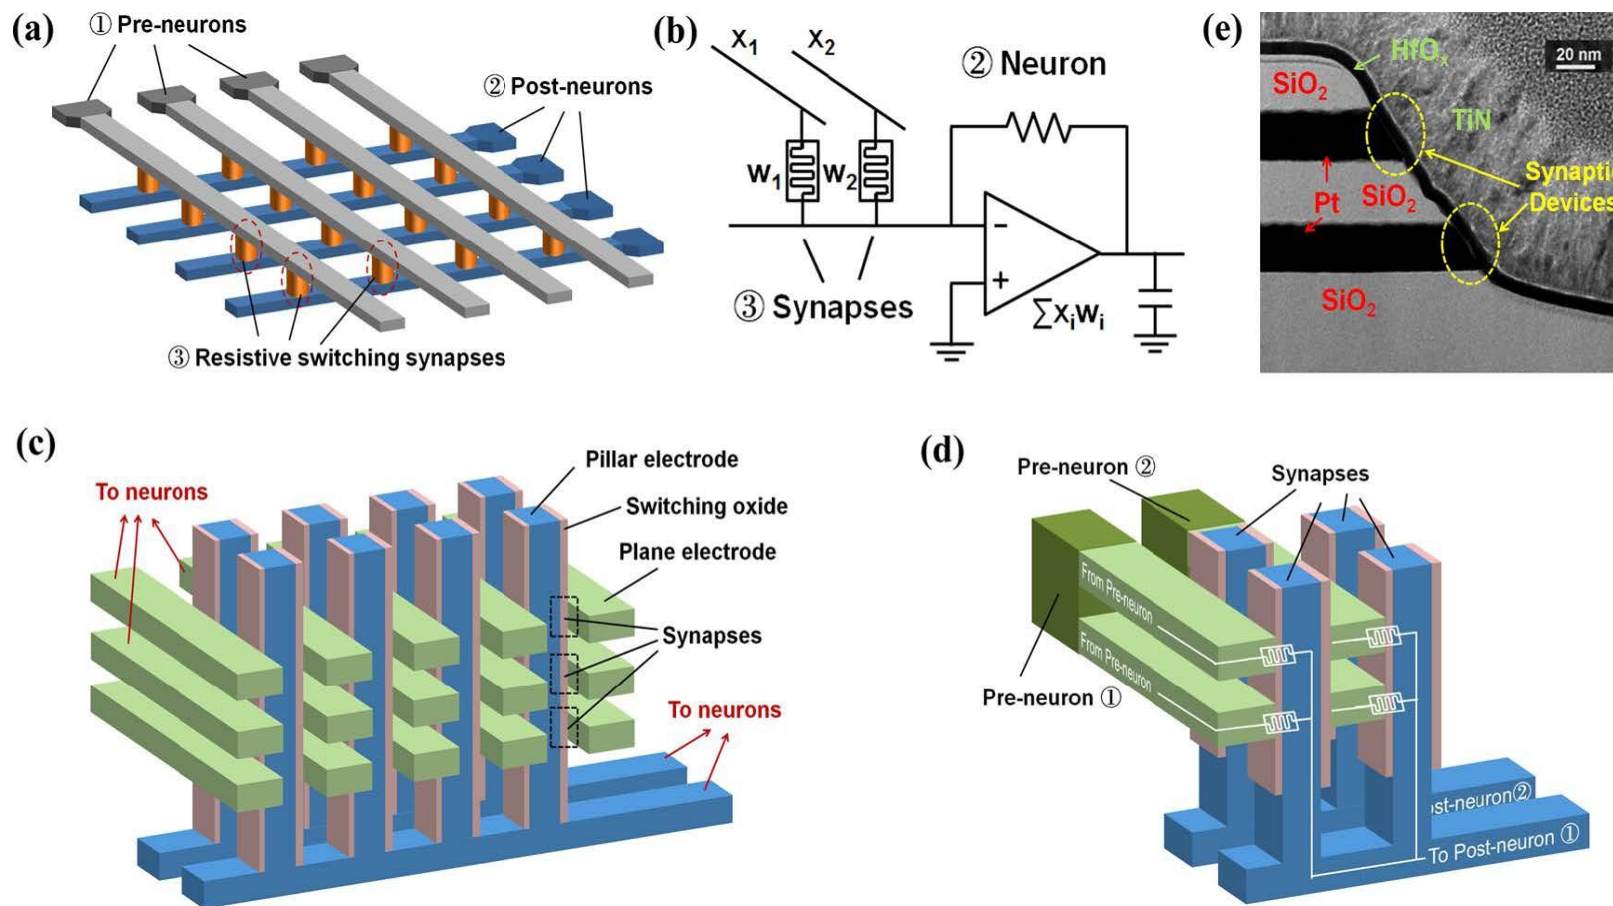 (a)
① Pre-neurons
② Post-neurons
③ Resistive switching synapses
(b)
X₁
X₂
② Neuron
W₁
W₂
−
+
③ Synapses
∑XᵢWᵢ
(e)
HfOₓ
20 nm
SiO₂
TiN
Synaptic
Devices
Pt
SiO₂
SiO₂
(c)
To neurons
Pillar electrode
Switching oxide
Plane electrode
Synapses
To neurons
(d)
Pre-neuron ②
Synapses
From Pre-neuron
From Pre-neuron
Pre-neuron ①
ost-neuron②
To Post-neuron ①